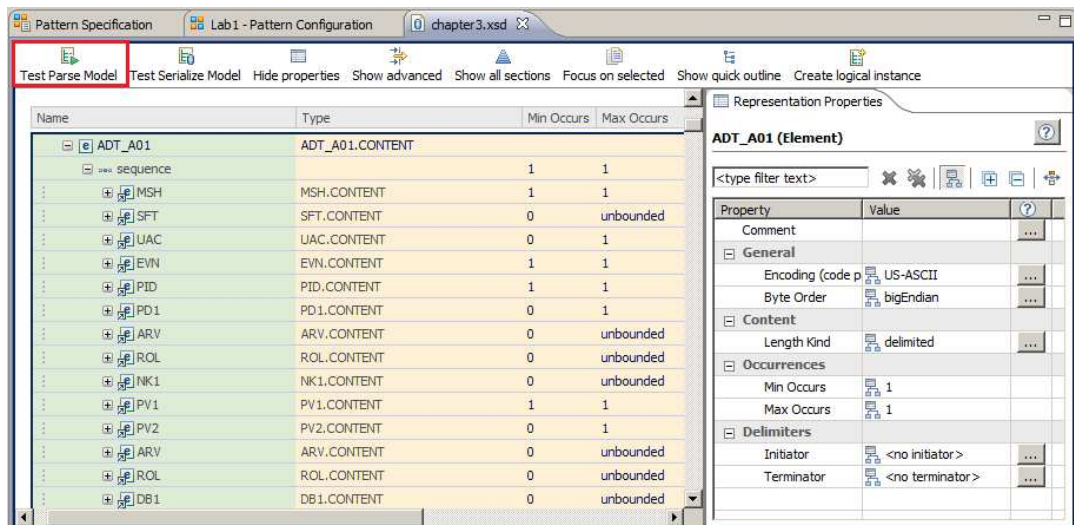 Pattern Specification Lab1 - Pattern Configuration chapter3.xsd
Test Parse Model Test Serialize Model Hide properties Show advanced Show all sections Focus on selected Show quick outline Create logical instance
Name Type Min Occurs Max Occurs
e ADT_A01 ADT_A01.CONTENT
sequence 1 1
e MSH MSH.CONTENT 1 1
e SFT SFT.CONTENT 0 unbounded
e UAC UAC.CONTENT 0 1
e EVN EVN.CONTENT 1 1
e PID PID.CONTENT 1 1
e PD1 PD1.CONTENT 0 1
e ARV ARV.CONTENT 0 unbounded
e ROL ROL.CONTENT 0 unbounded
e NK1 NK1.CONTENT 0 unbounded
e PV1 PV1.CONTENT 1 1
e PV2 PV2.CONTENT 0 1
e ARV ARV.CONTENT 0 unbounded
e ROL ROL.CONTENT 0 unbounded
e DB1 DB1.CONTENT 0 unbounded
Representation Properties
ADT_A01 (Element)
<type filter text>
Property Value
Comment ...
General
Encoding (code p US-ASCII ...
Byte Order bigEndian ...
Content
Length Kind delimited ...
Occurrences
Min Occurs 1
Max Occurs 1
Delimiters
Initiator <no initiator> ...
Terminator <no terminator> ...